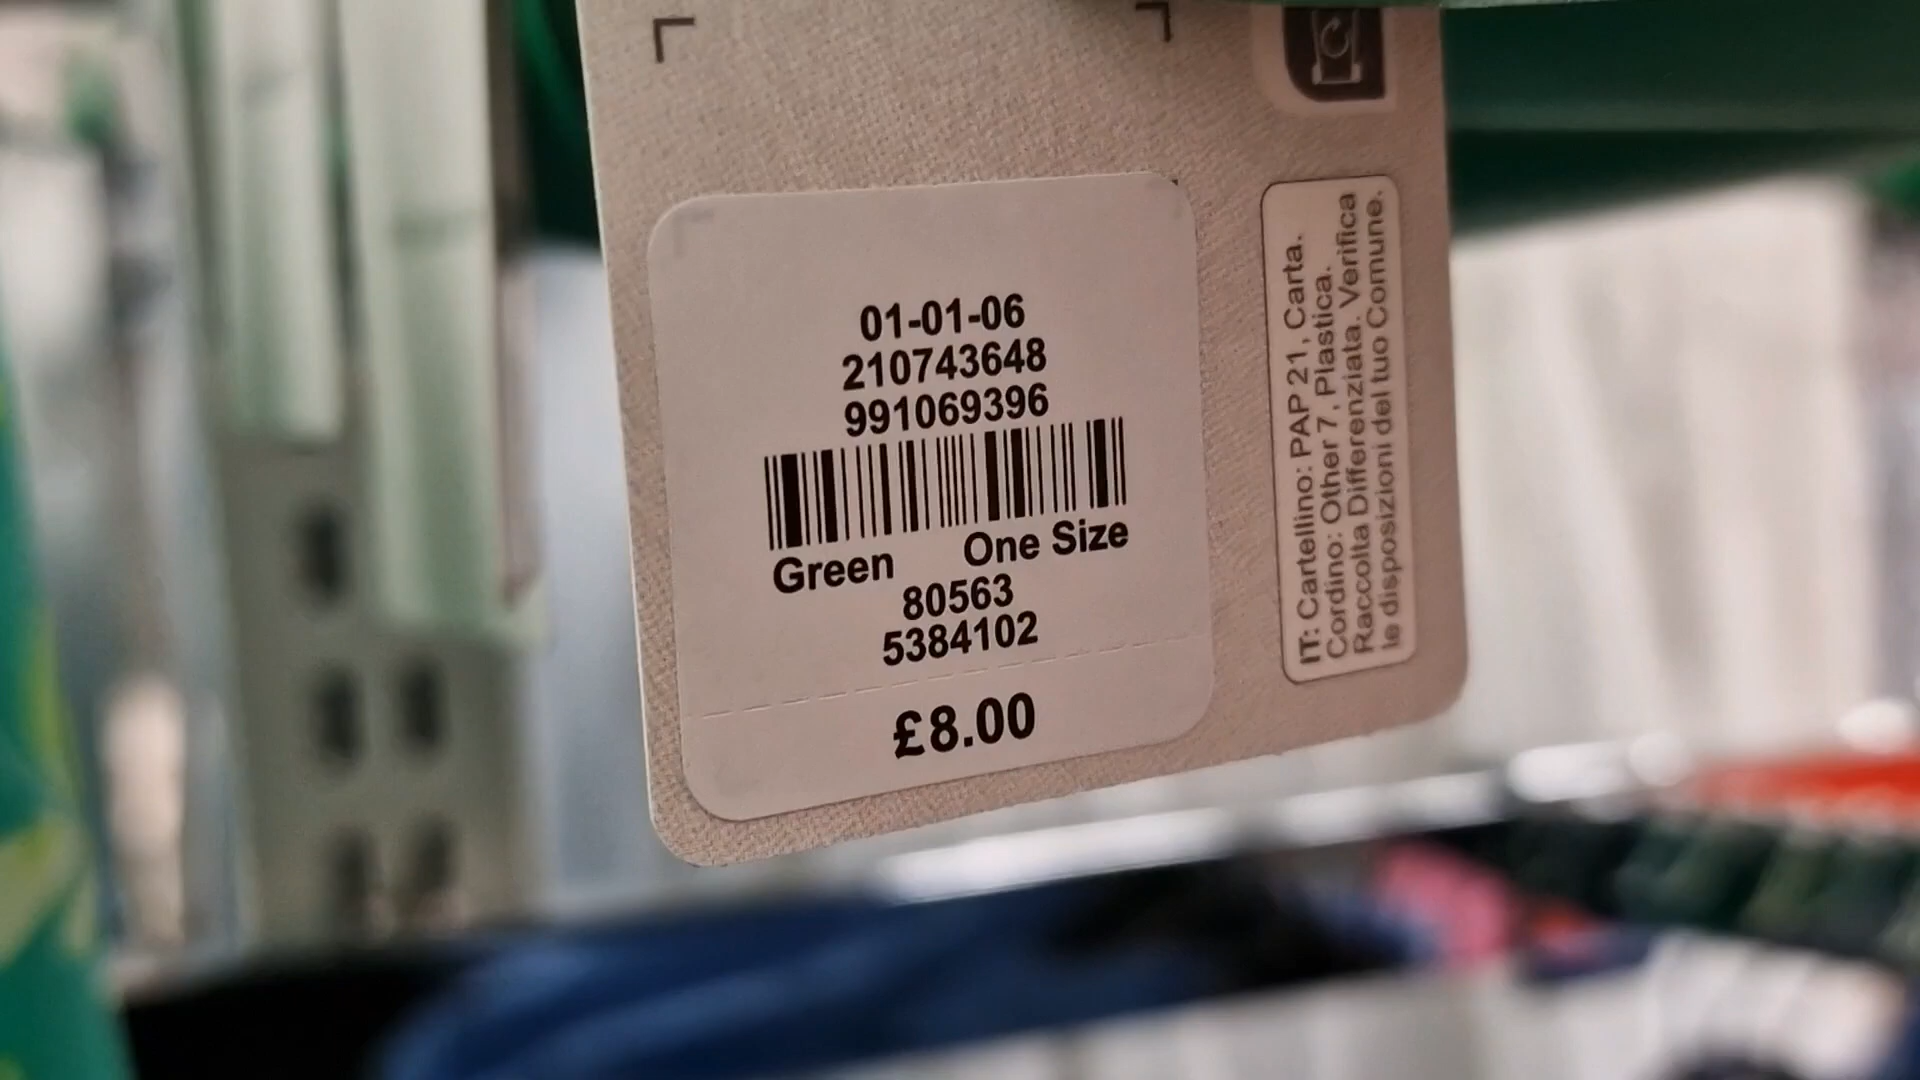 01-01-06
210743648
991069396
Green One Size
80563
5384102
£8.00
IT: Cartellino: PAP 21, Carta.
Cordino: Other 7, Plastica.
Raccolta Differenziata. Verifica
le disposizioni del tuo Comune.